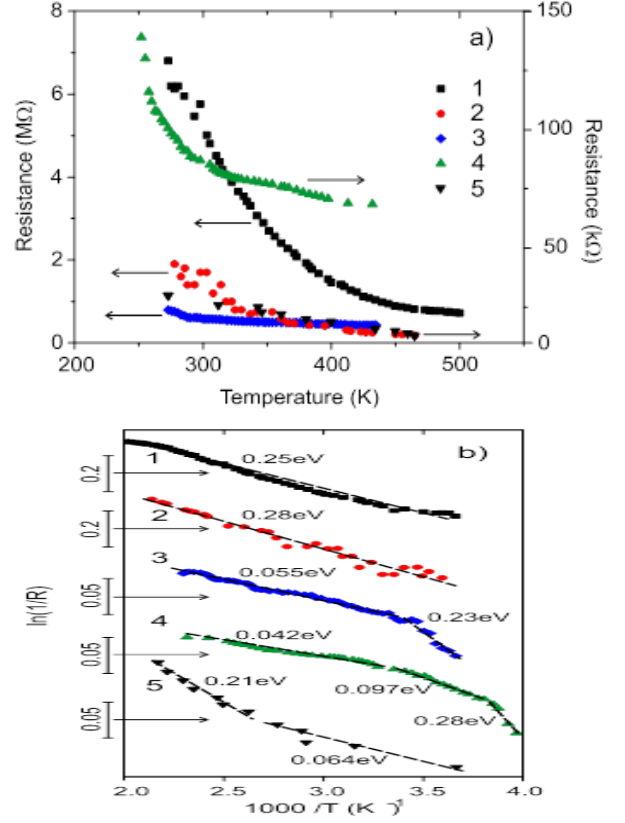 8
6
4
2
0
150
100
50
0
200
300
400
500
Resistance (MΩ)
Resistance (kΩ)
Temperature (K)
a)
1
2
3
4
5
b)
1
0.25eV
0.2
2
0.28eV
0.2
3
0.055eV
0.05
0.23eV
4
0.042eV
0.05
0.097eV
0.28eV
5
0.21eV
0.05
0.064eV
ln(1/R)
2.0
2.5
3.0
3.5
4.0
1000 /T (K )